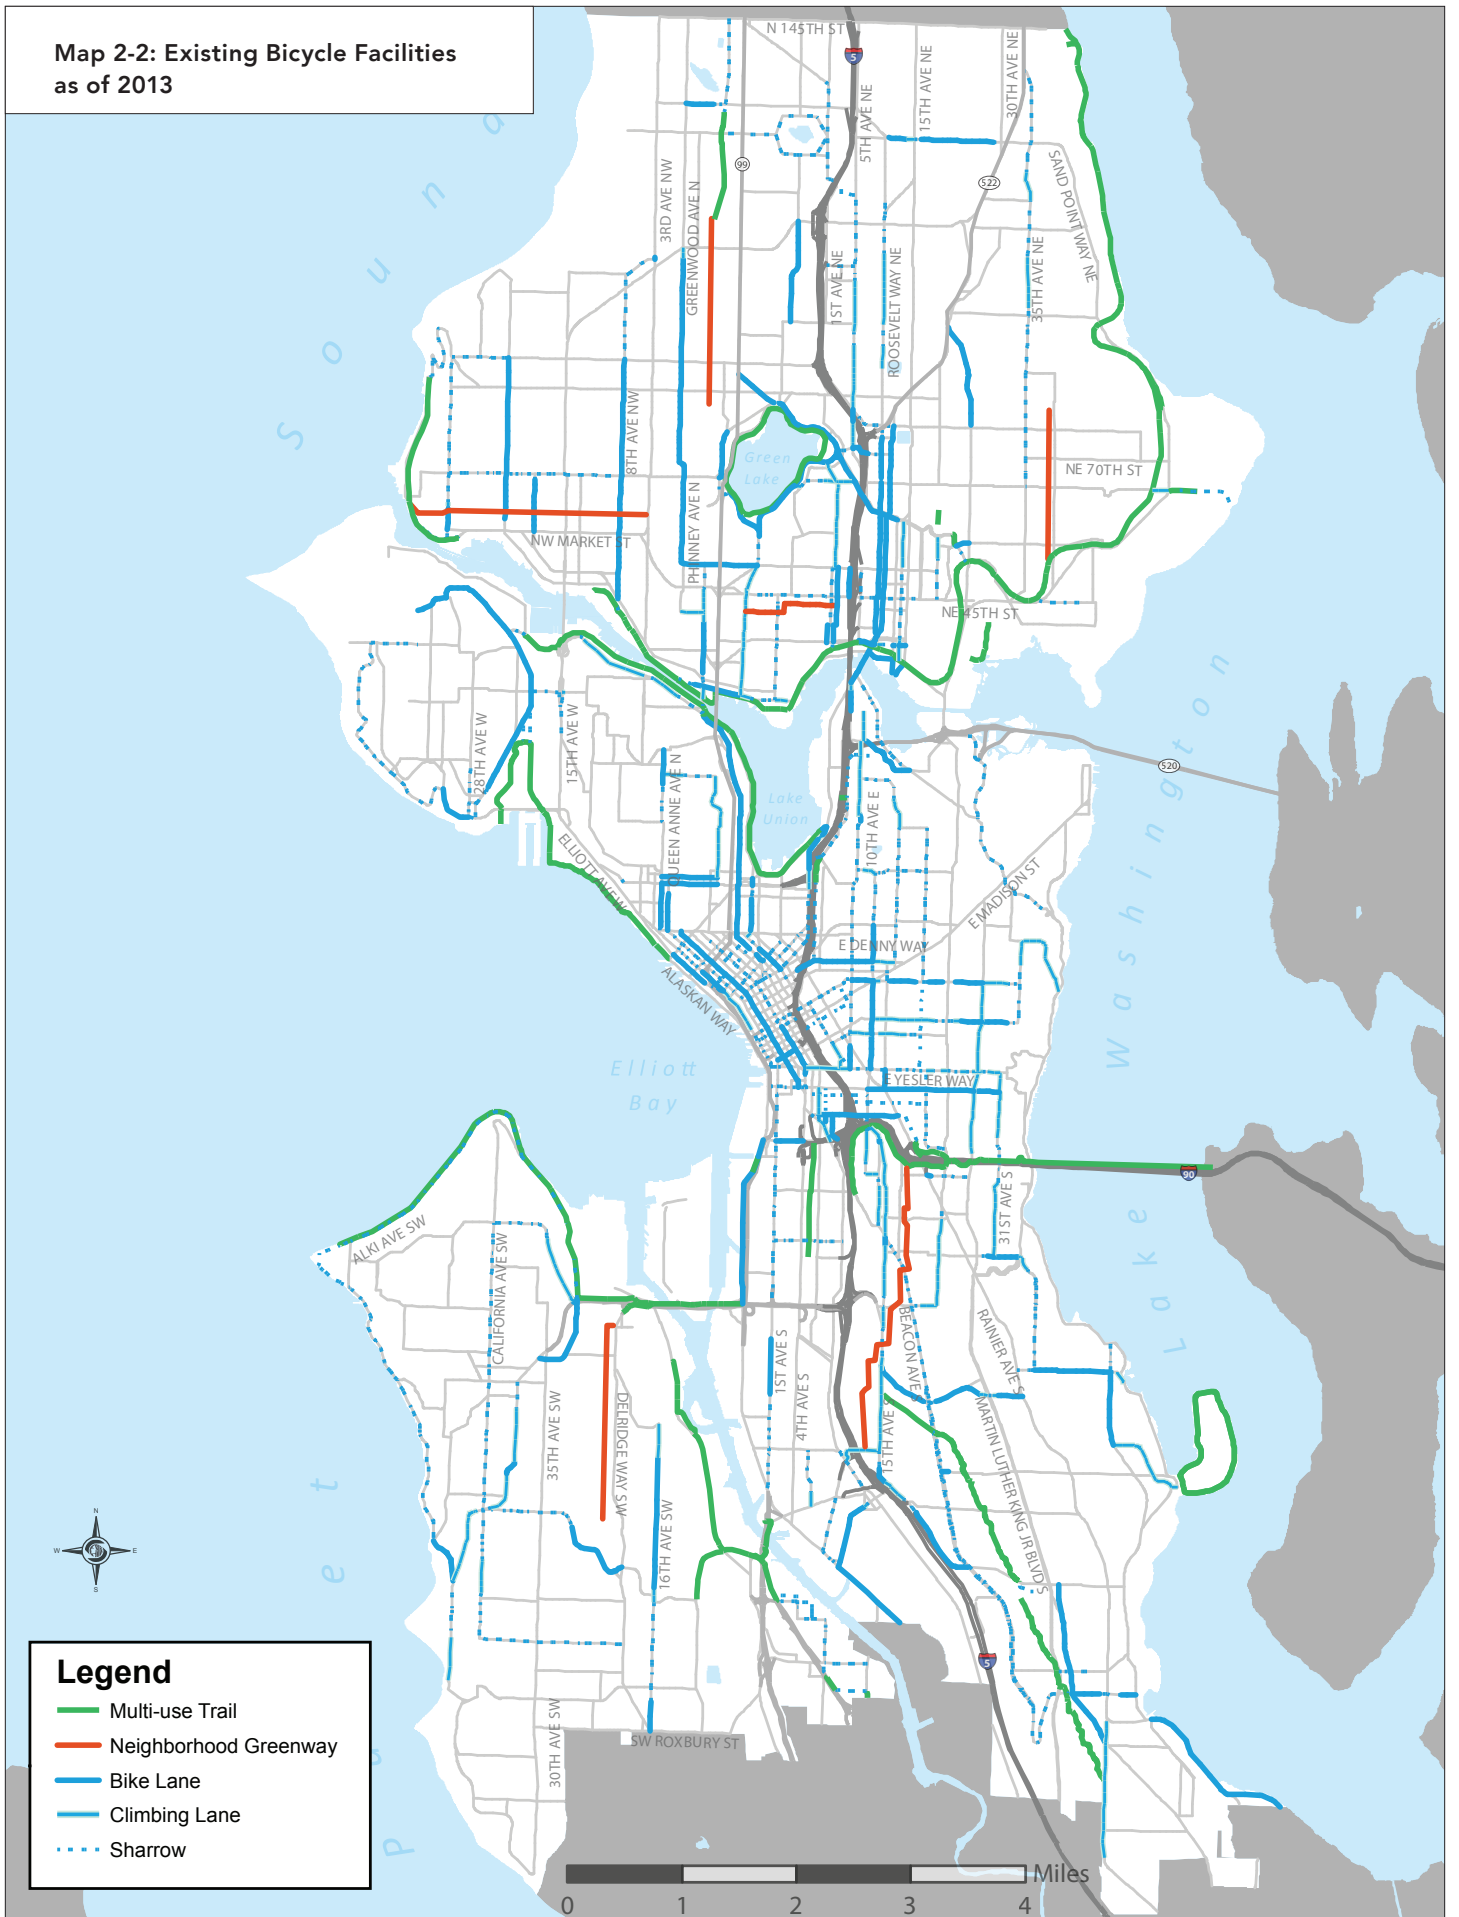 Map 2-2: Existing Bicycle Facilities
as of 2013
N 145TH ST
5
5TH AVE NE
15TH AVE NE
30TH AVE NE
99
522
SAND POINT WAY NE
3RD AVE NW
GREENWOOD AVE N
1ST AVE NE
ROOSEVELT WAY NE
35TH AVE NE
8TH AVE NW
Green
Lake
NE 70TH ST
PHINNEY AVE N
NW MARKET ST
NE 45TH ST
28TH AVE W
15TH AVE W
QUEEN ANNE AVE N
Lake
Union
10TH AVE E
520
ELLIOTT AVE W
E MADISON ST
E DENNY WAY
ALASKAN WAY
Elliott
Bay
E YESLER WAY
Lake Washington
90
31ST AVE S
ALKI AVE SW
CALIFORNIA AVE SW
BEACON AVE S
RAINIER AVE S
1ST AVE S
4TH AVE S
35TH AVE SW
DELRIDGE WAY SW
15TH AVE S
MARTIN LUTHER KING JR BLVD S
16TH AVE SW
Puget Sound
N
W
E
S
5
30TH AVE SW
SW ROXBURY ST
Legend
Multi-use Trail
Neighborhood Greenway
Bike Lane
Climbing Lane
Sharrow
Miles
0 1 2 3 4